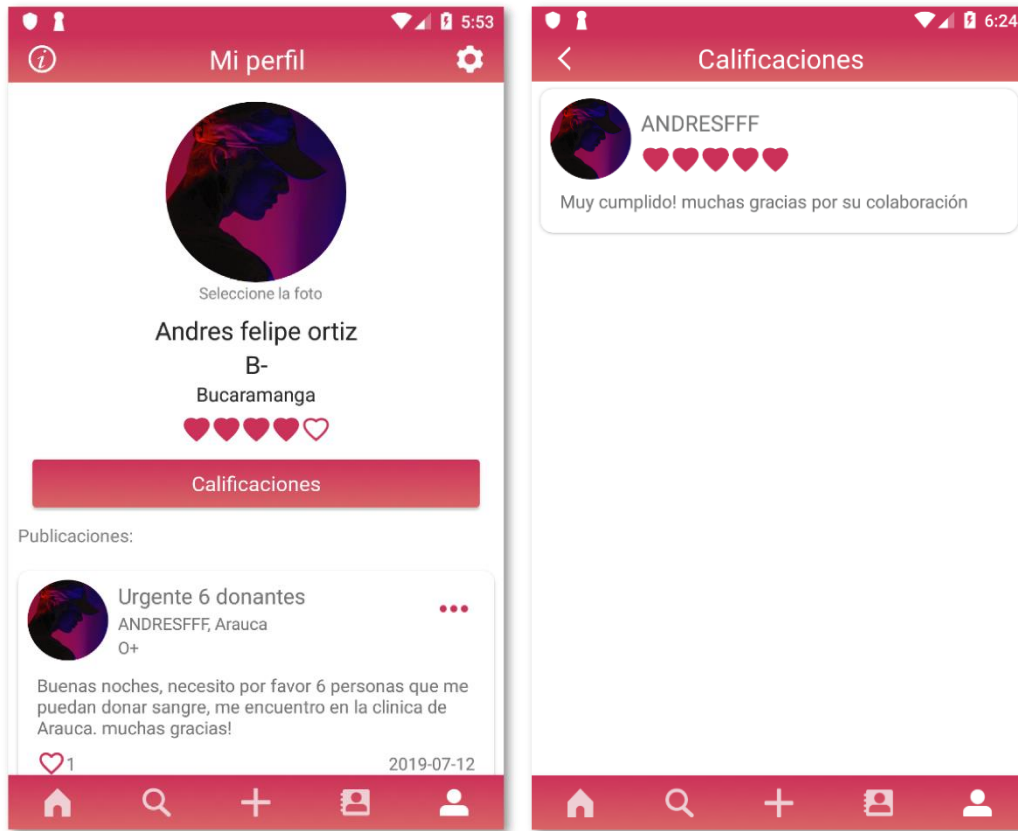 5:53
Mi perfil
Seleccione la foto
Andres felipe ortiz
B-
Bucaramanga
Calificaciones
Publicaciones:
Urgente 6 donantes
ANDRESFFF, Arauca
O+
Buenas noches, necesito por favor 6 personas que me
puedan donar sangre, me encuentro en la clinica de
Arauca. muchas gracias!
1
2019-07-12
6:24
Calificaciones
ANDRESFFF
Muy cumplido! muchas gracias por su colaboración